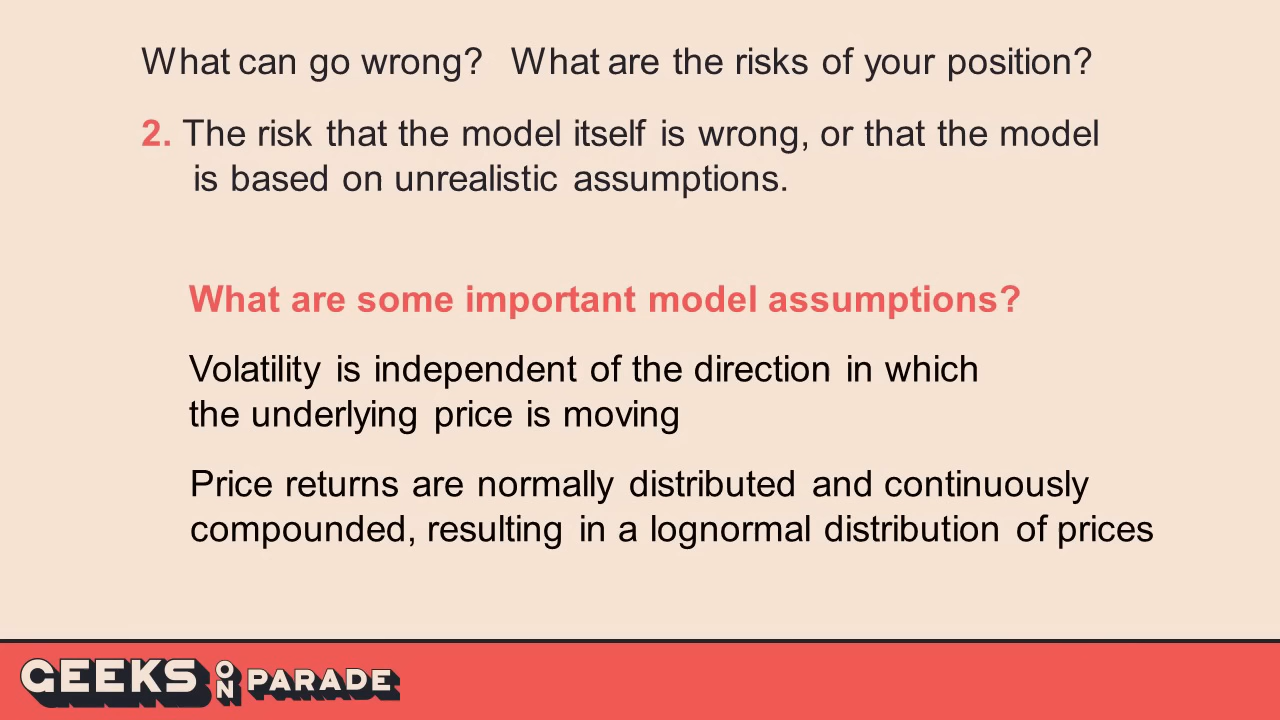 What can go wrong? What are the risks of your position?
2. The risk that the model itself is wrong, or that the model
is based on unrealistic assumptions.
What are some important model assumptions?
Volatility is independent of the direction in which
the underlying price is moving
Price returns are normally distributed and continuously
compounded, resulting in a lognormal distribution of prices
GEEKS ON PARADE